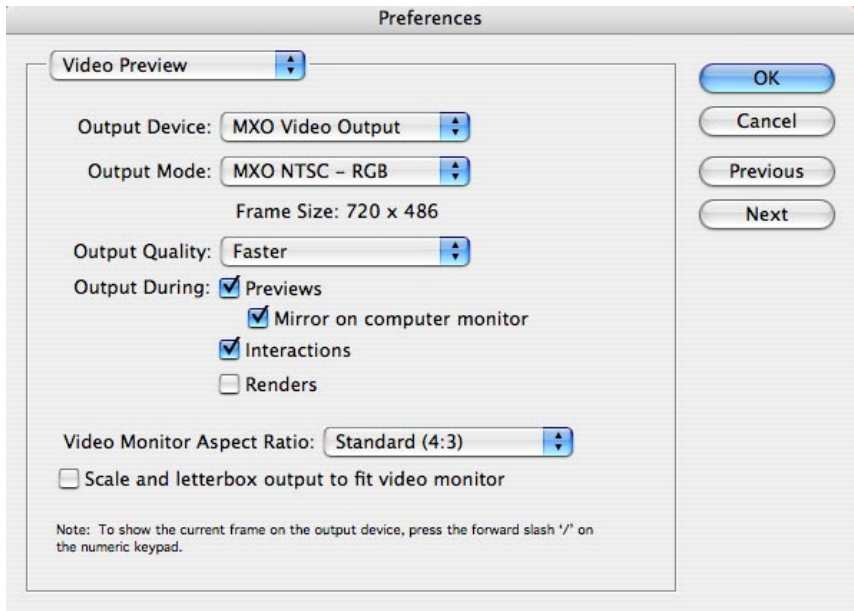 Preferences
Video Preview
OK
Output Device: MXO Video Output
Cancel
Output Mode: MXO NTSC – RGB
Previous
Frame Size: 720 x 486
Next
Output Quality: Faster
Output During: Previews
Mirror on computer monitor
Interactions
Renders
Video Monitor Aspect Ratio: Standard (4:3)
Scale and letterbox output to fit video monitor
Note: To show the current frame on the output device, press the forward slash '/' on
the numeric keypad.